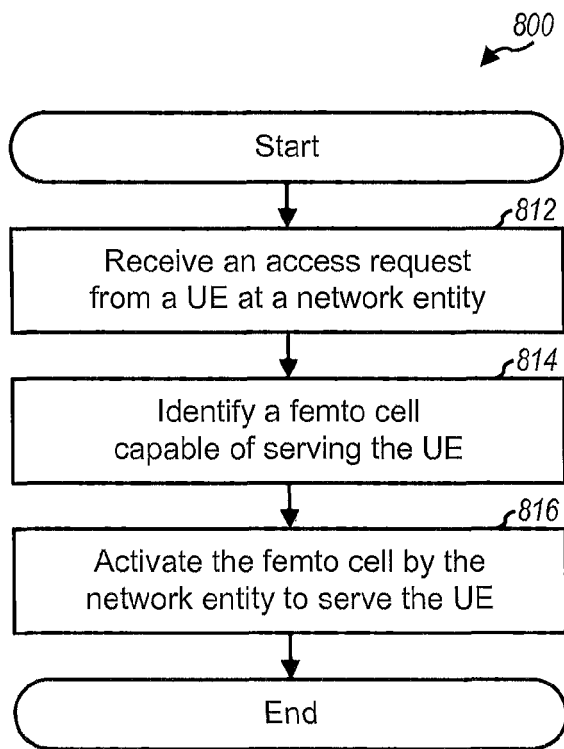 800
Start
812
Receive an access request
from a UE at a network entity
814
Identify a femto cell
capable of serving the UE
816
Activate the femto cell by the
network entity to serve the UE
End